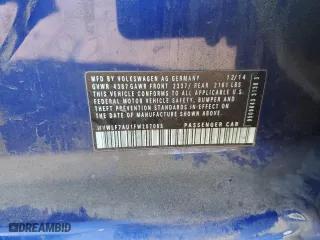 MFD. BY VOLKSWAGEN AG GERMANY 12/14
GVWR 4387 GAWR FRONT 2337/ REAR 2161 LBS
THIS VEHICLE CONFORMS TO ALL APPLICABLE U.S.
FEDERAL MOTOR VEHICLE SAFETY, BUMPER AND
THEFT PREVENTION STANDARDS IN EFFECT ON
THE DATE OF MANUFACTURE SHOWN ABOVE.
PASSENGER CAR